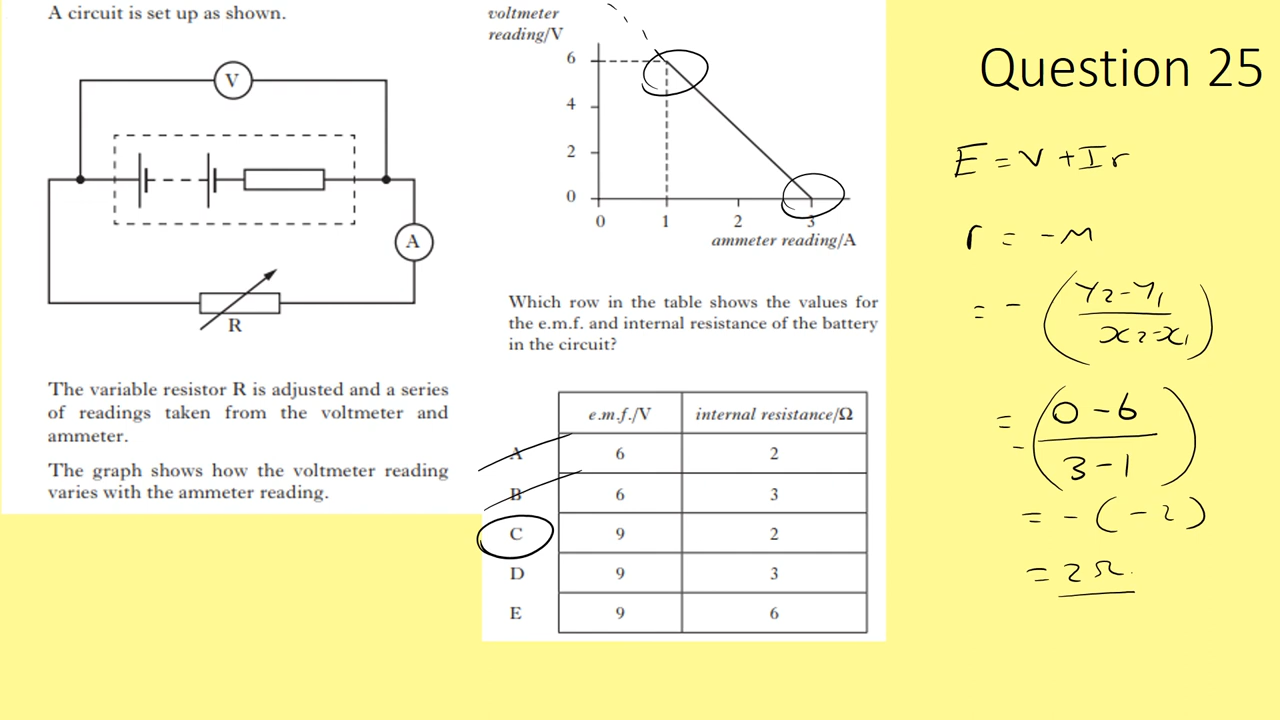 A circuit is set up as shown.
V
A
R
The variable resistor R is adjusted and a series
of readings taken from the voltmeter and
ammeter.
The graph shows how the voltmeter reading
varies with the ammeter reading.
voltmeter
reading/V
6
4
2
0
0 1 2 3
ammeter reading/A
Which row in the table shows the values for
the e.m.f. and internal resistance of the battery
in the circuit?
e.m.f./V internal resistance/Ω
A 6 2
B 6 3
C 9 2
D 9 3
E 9 6
Question 25
E = V + Ir
r = -m
= - (y2-y1 / x2-x1)
= - (0-6 / 3-1)
= - (-2)
= 2Ω